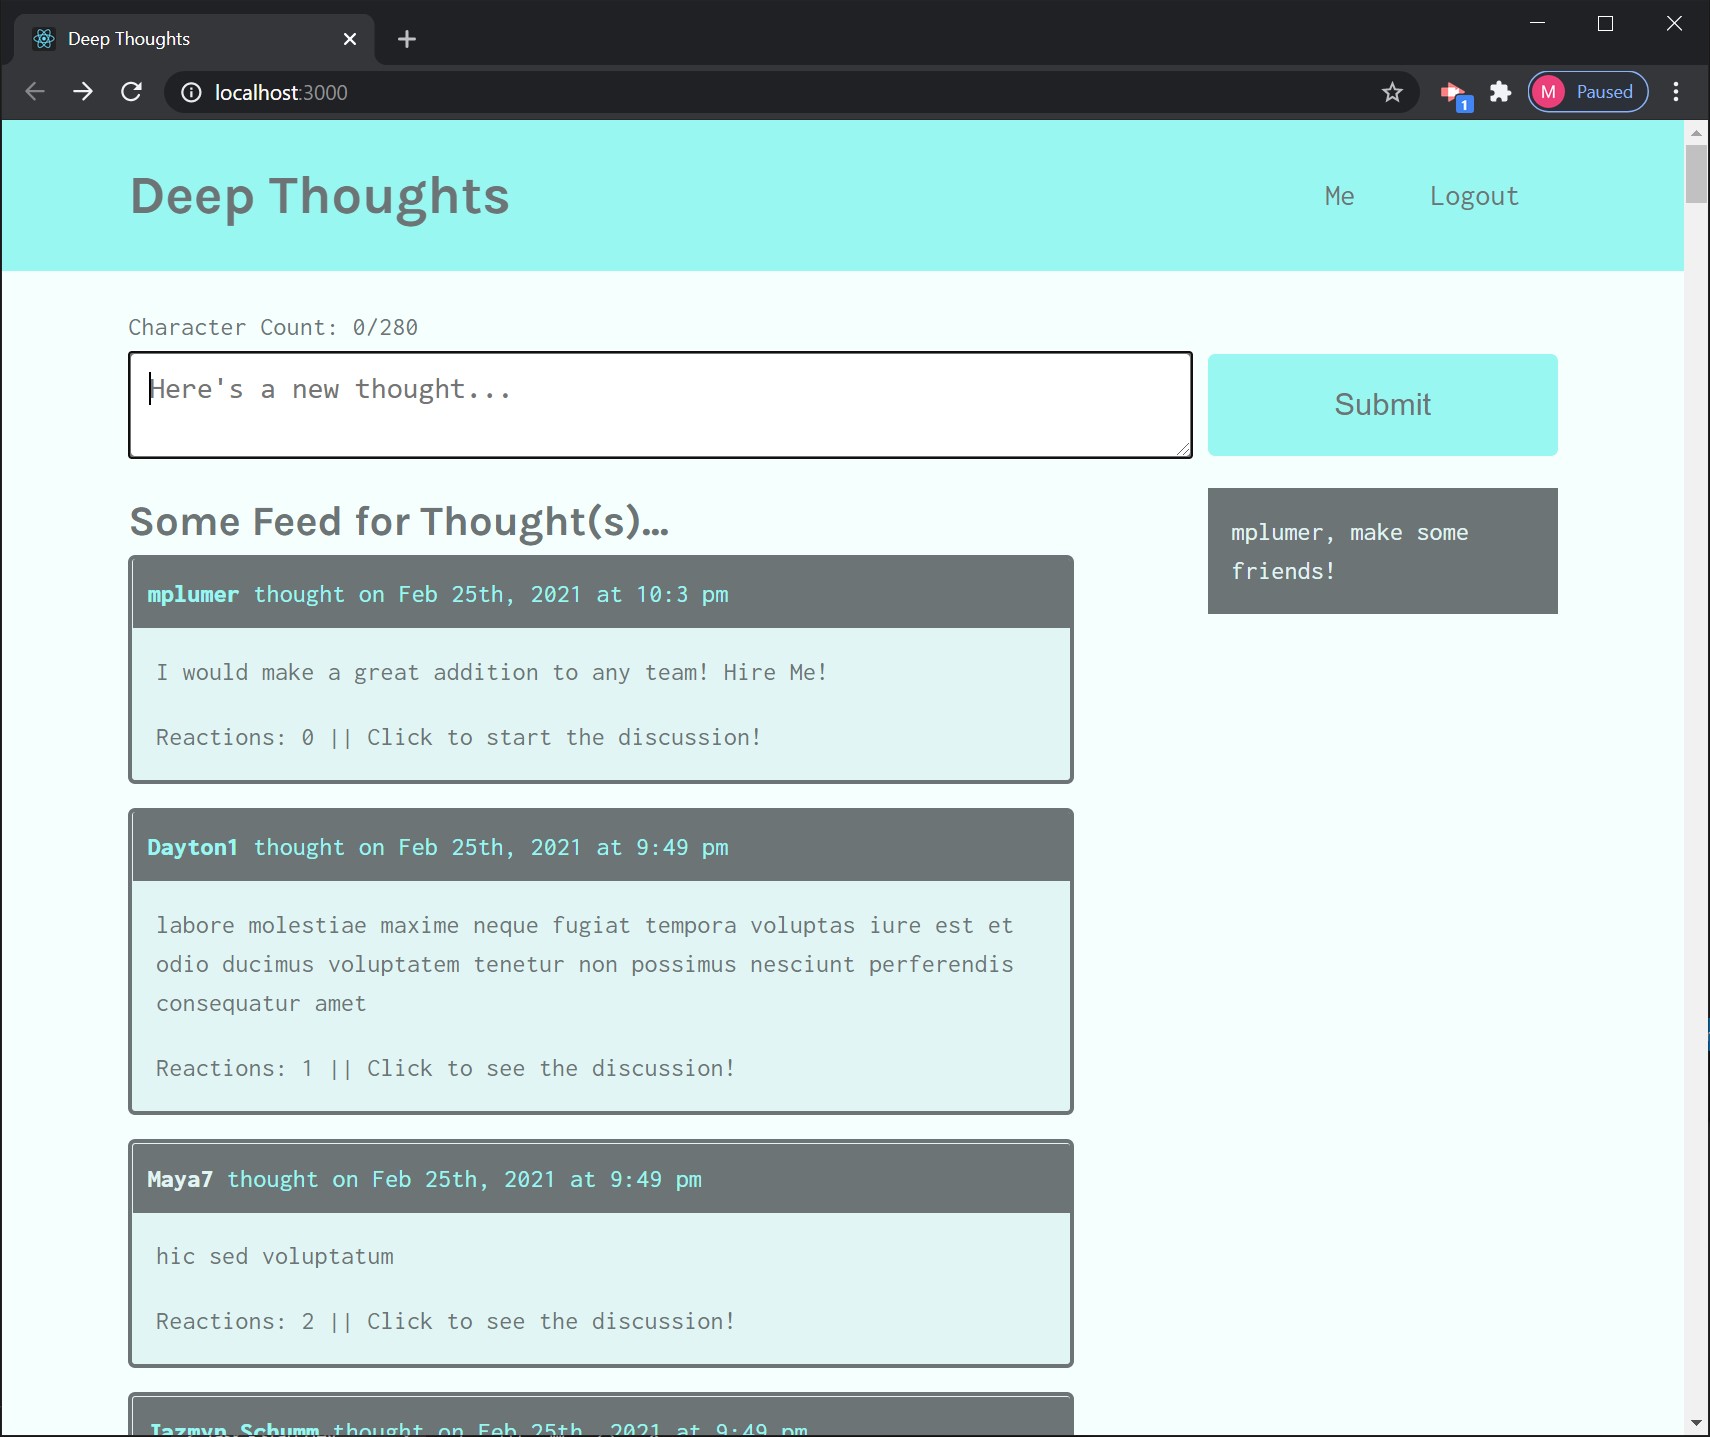 Deep Thoughts
localhost:3000
1
M
Paused
Deep Thoughts
Me
Logout
Character Count: 0/280
Here's a new thought...
Submit
Some Feed for Thought(s)...
mplumer, make some
friends!
mplumer thought on Feb 25th, 2021 at 10:3 pm
I would make a great addition to any team! Hire Me!
Reactions: 0 || Click to start the discussion!
Dayton1 thought on Feb 25th, 2021 at 9:49 pm
labore molestiae maxime neque fugiat tempora voluptas iure est et
odio ducimus voluptatem tenetur non possimus nesciunt perferendis
consequatur amet
Reactions: 1 || Click to see the discussion!
Maya7 thought on Feb 25th, 2021 at 9:49 pm
hic sed voluptatum
Reactions: 2 || Click to see the discussion!
Jazmyn.Schumm thought on Feb 25th, 2021 at 9:49 pm